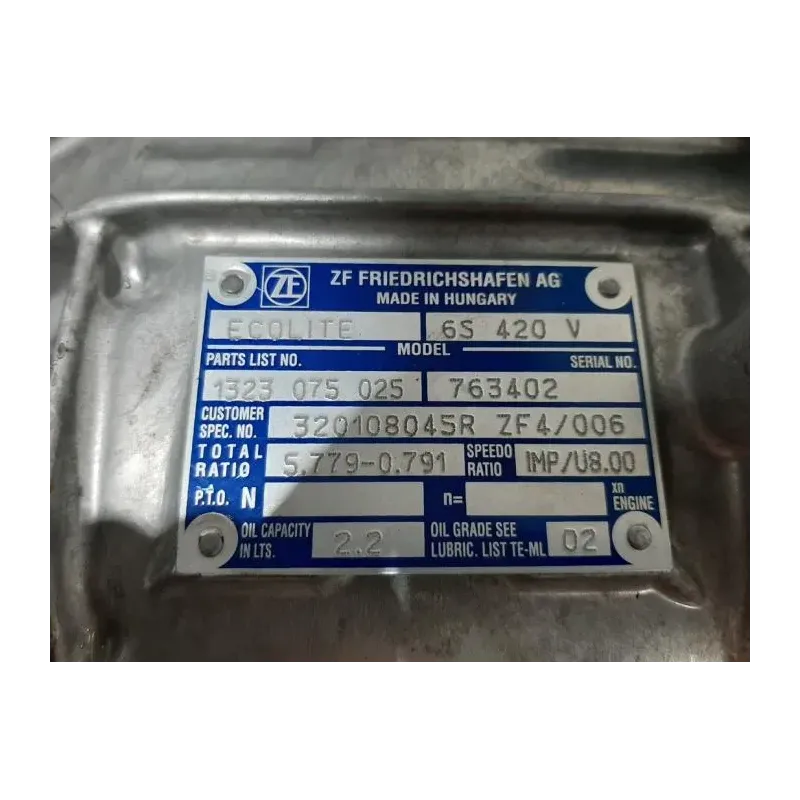 ZF ZF FRIEDRICHSHAFEN AG
MADE IN HUNGARY
ECOLITE 6S 420 V
MODEL
PARTS LIST NO. SERIAL NO.
1323 075 025 763402
CUSTOMER SPEC. NO. 320108045R ZF4/006
TOTAL RATIO 5.779-0.791 SPEEDO RATIO IMP/U8.00
P.T.O. N n= xn ENGINE
OIL CAPACITY IN LTS. 2.2 OIL GRADE SEE LUBRIC. LIST TE-ML 02